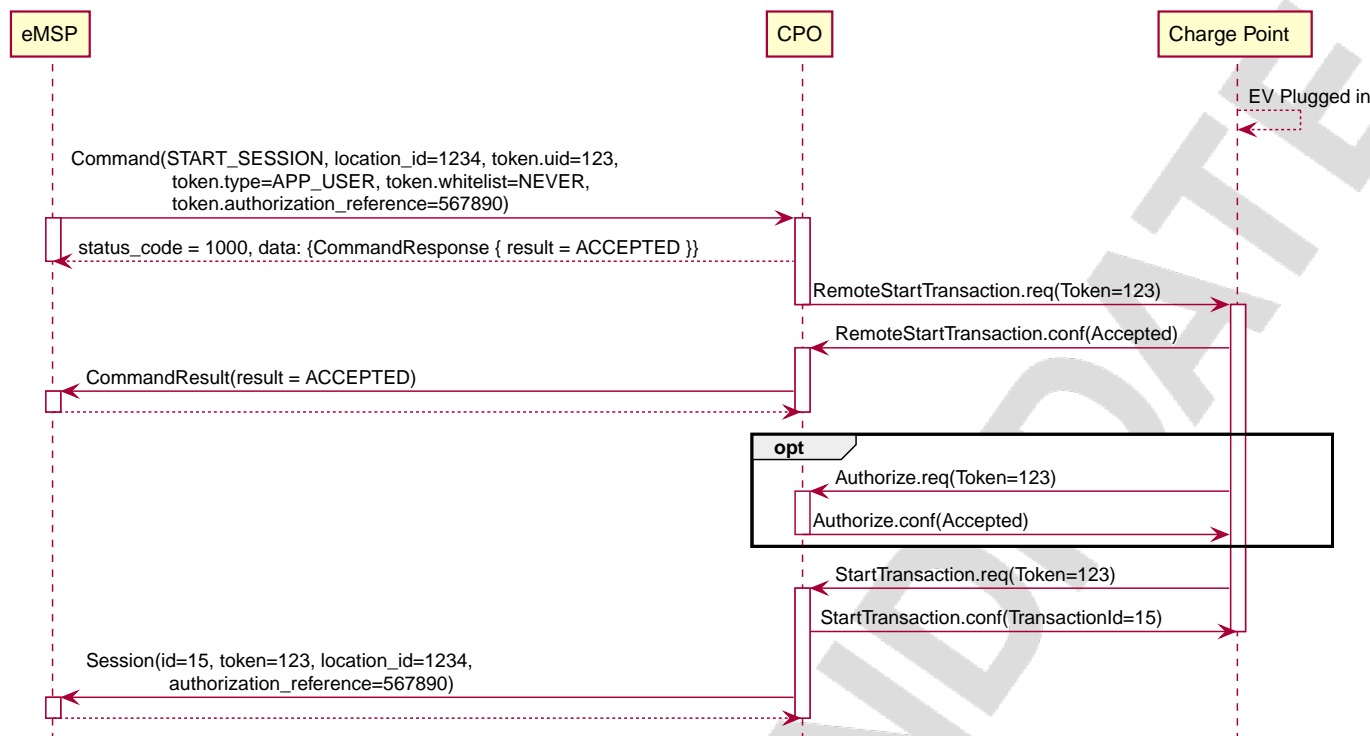 eMSP
CPO
Charge Point
EV Plugged in
Command(START_SESSION, location_id=1234, token.uid=123,
token.type=APP_USER, token.whitelist=NEVER,
token.authorization_reference=567890)
status_code = 1000, data: {CommandResponse { result = ACCEPTED }}
RemoteStartTransaction.req(Token=123)
RemoteStartTransaction.conf(Accepted)
CommandResult(result = ACCEPTED)
opt
Authorize.req(Token=123)
Authorize.conf(Accepted)
StartTransaction.req(Token=123)
StartTransaction.conf(TransactionId=15)
Session(id=15, token=123, location_id=1234,
authorization_reference=567890)
NDIDATE